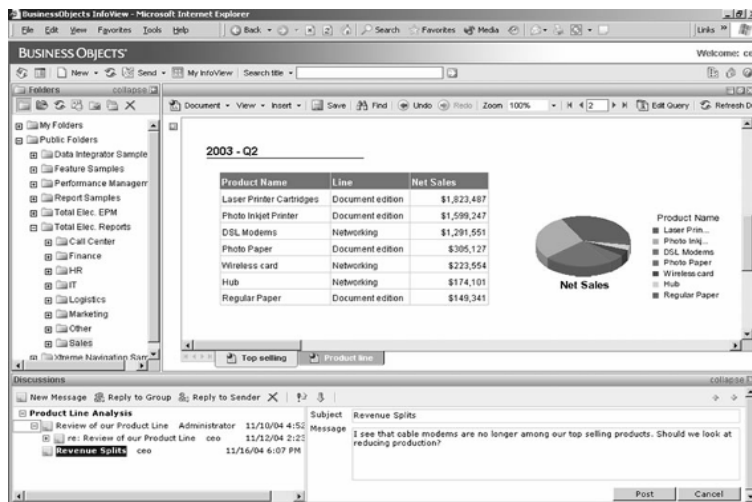 BusinessObjects InfoView - Microsoft Internet Explorer
File Edit View Favorites Tools Help Back Search Favorites Media Links »
BUSINESS OBJECTS Welcome: ce
New Send My InfoView Search title
Folders collapse
Document View Insert Save Find Undo Redo Zoom 100% 2 Edit Query Refresh D
My Folders
Public Folders
Data Integrator Sample
Feature Samples
Performance Managem
Report Samples
Total Elec. EPM
Total Elec. Reports
Call Center
Finance
HR
IT
Logistics
Marketing
Other
Sales
Xtreme Navigation Sam
2003 - Q2
Product Name Line Net Sales
Laser Printer Cartridges Document edition $1,823,487
Photo Inkjet Printer Document edition $1,599,247
DSL Modems Networking $1,291,551
Photo Paper Document edition $305,127
Wireless card Networking $223,554
Hub Networking $174,101
Regular Paper Document edition $149,341
Net Sales
Product Name
Laser Prin...
Photo Inkj...
DSL Modems
Photo Paper
Wireless card
Hub
Regular Paper
Top selling Product line
Discussions collapse
New Message Reply to Group Reply to Sender
Product Line Analysis
Review of our Product Line Administrator 11/10/04 4:52
re: Review of our Product Line ceo 11/12/04 2:23
Revenue Splits ceo 11/16/04 6:07 PM
Subject Revenue Splits
Message I see that cable modems are no longer among our top selling products. Should we look at
reducing production?
Post Cancel